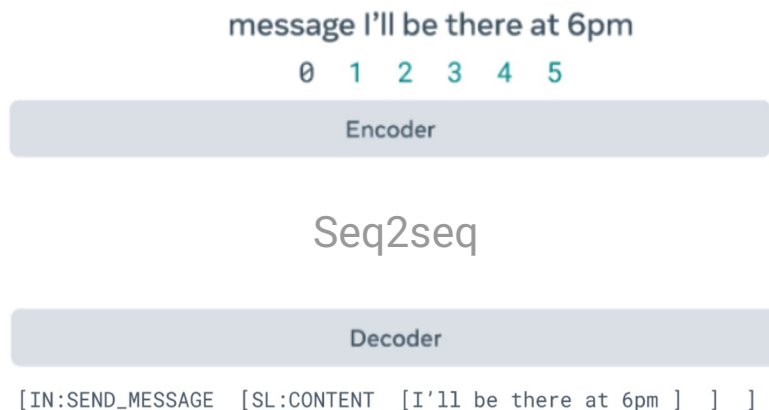 message I’ll be there at 6pm
0 1 2 3 4 5
Encoder
Seq2seq
Decoder
[IN:SEND_MESSAGE [SL:CONTENT [I’ll be there at 6pm ] ] ]